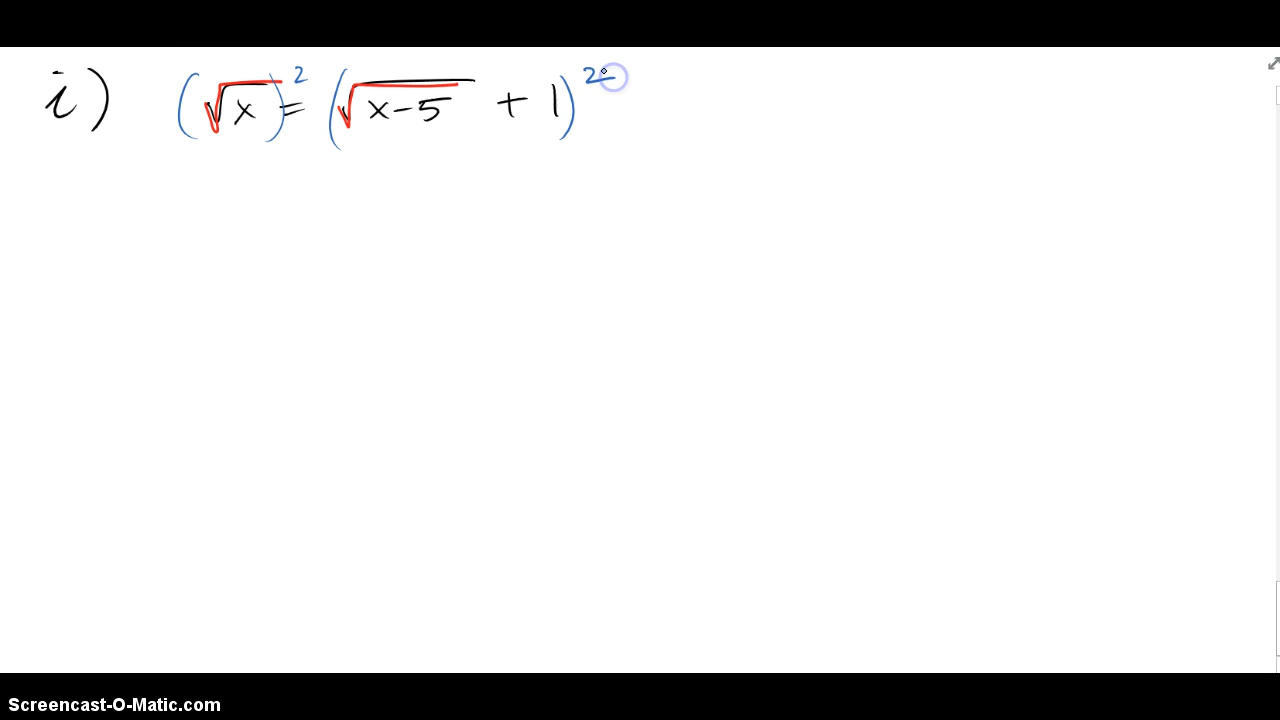 i) (√x)² = (√x-5 + 1)²
Screencast-O-Matic.com